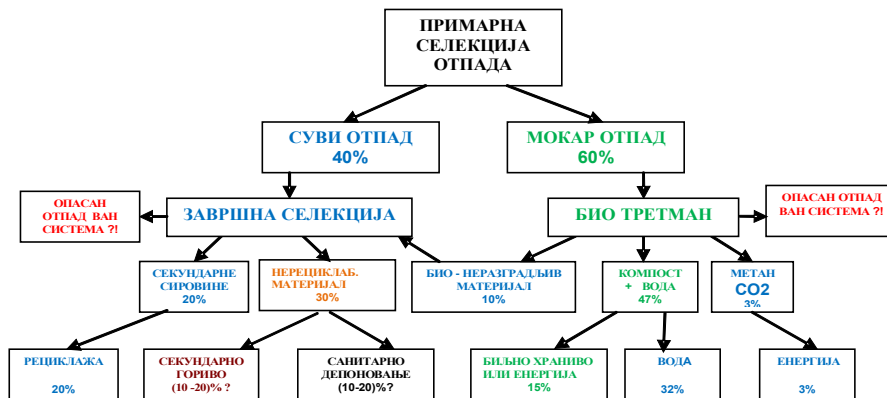 ПРИМАРНА
СЕЛЕКЦИЈА
ОТПАДА
СУВИ ОТПАД
40%
МОКАР ОТПАД
60%
ОПАСАН
ОТПАД ВАН
СИСТЕМА ?!
ЗАВРШНА СЕЛЕКЦИЈА
БИО ТРЕТМАН
ОПАСАН ОТПАД
ВАН СИСТЕМА ?!
СЕКУНДАРНЕ
СИРОВИНЕ
20%
НЕРЕЦИКЛАБ.
МАТЕРИЈАЛ
30%
БИО - НЕРАЗГРАДЉИВ
МАТЕРИЈАЛ
10%
КОМПОСТ
+ ВОДА
47%
МЕТАН
CO2
3%
РЕЦИКЛАЖА
20%
СЕКУНДАРНО
ГОРИВО
(10 -20)% ?
САНИТАРНО
ДЕПОНОВАЊЕ
(10-20)%?
БИЉНО ХРАНИВО
ИЛИ ЕНЕРГИЈА
15%
ВОДА
32%
ЕНЕРГИЈА
3%